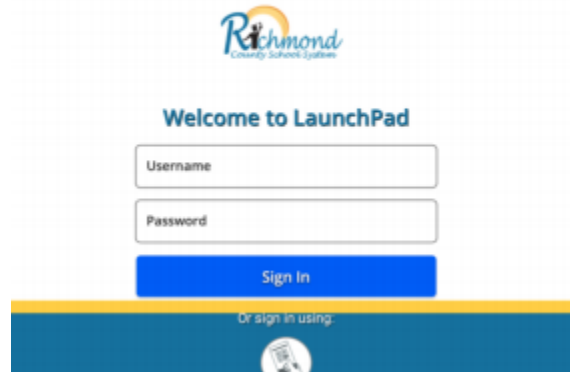 Richmond
County School System
Welcome to LaunchPad
Username
Password
Sign In
Or sign in using: